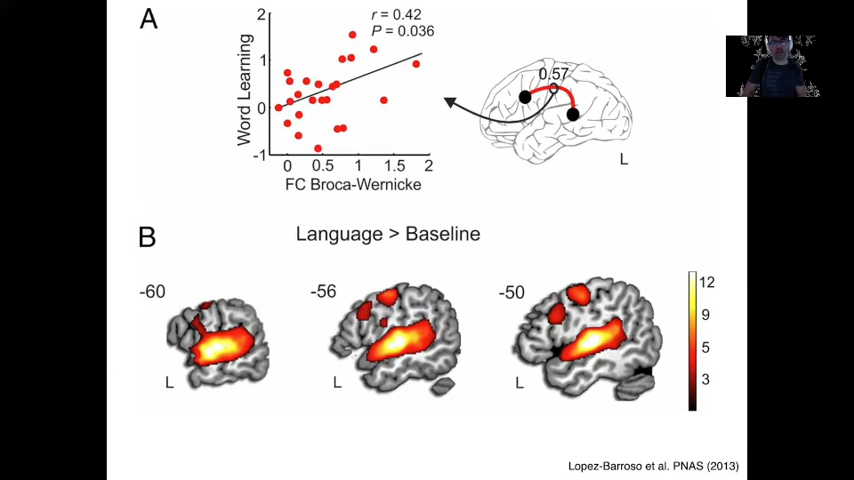 A
2
1
0
-1
Word Learning
r = 0.42
P = 0.036
0 0.5 1 1.5 2
FC Broca-Wernicke
0.57
L
B
Language > Baseline
-60
-56
-50
L
L
L
12
9
5
3
Lopez-Barroso et al. PNAS (2013)